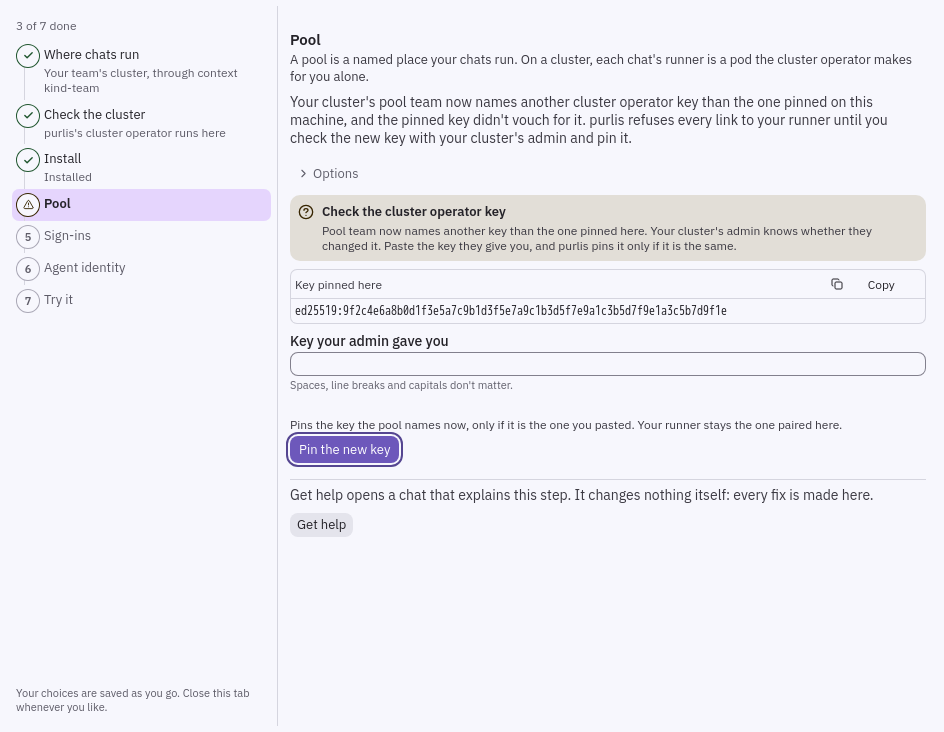 3 of 7 done
Where chats run
Your team's cluster, through context
kind-team
Check the cluster
purlis's cluster operator runs here
Install
Installed
Pool
5
Sign-ins
6
Agent identity
7
Try it
Your choices are saved as you go. Close this tab
whenever you like.
Pool
A pool is a named place your chats run. On a cluster, each chat's runner is a pod the cluster operator makes
for you alone.
Your cluster's pool team now names another cluster operator key than the one pinned on this
machine, and the pinned key didn't vouch for it. purlis refuses every link to your runner until you
check the new key with your cluster's admin and pin it.
Options
Check the cluster operator key
Pool team now names another key than the one pinned here. Your cluster's admin knows whether they
changed it. Paste the key they give you, and purlis pins it only if it is the same.
Key pinned here
Copy
ed25519:9f2c4e6a8b0d1f3e5a7c9b1d3f5e7a9c1b3d5f7e9a1c3b5d7f9e1a3c5b7d9f1e
Key your admin gave you
Spaces, line breaks and capitals don't matter.
Pins the key the pool names now, only if it is the one you pasted. Your runner stays the one paired here.
Pin the new key
Get help opens a chat that explains this step. It changes nothing itself: every fix is made here.
Get help